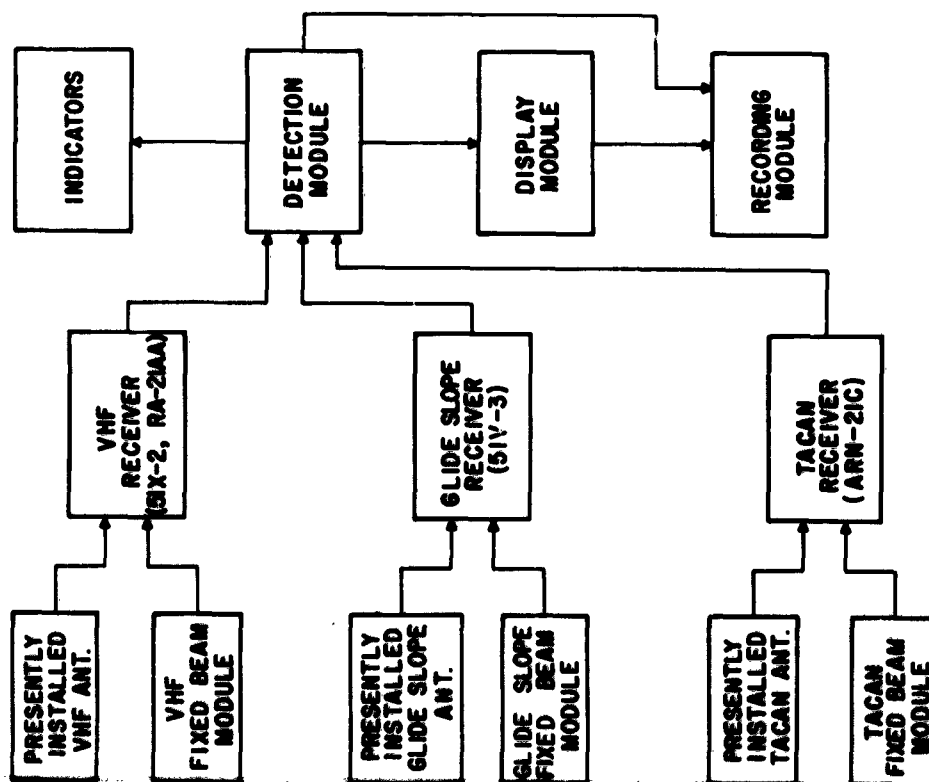 INDICATORS
DETECTION
MODULE
DISPLAY
MODULE
RECORDING
MODULE
VHF
RECEIVER
(51X-2, RA-21AA)
GLIDE SLOPE
RECEIVER
(51V-3)
TACAN
RECEIVER
(ARN-21C)
PRESENTLY
INSTALLED
VHF ANT.
VHF
FIXED BEAM
MODULE
PRESENTLY
INSTALLED
GLIDE SLOPE
ANT.
GLIDE SLOPE
FIXED BEAM
MODULE
PRESENTLY
INSTALLED
TACAN ANT.
TACAN
FIXED BEAM
MODULE